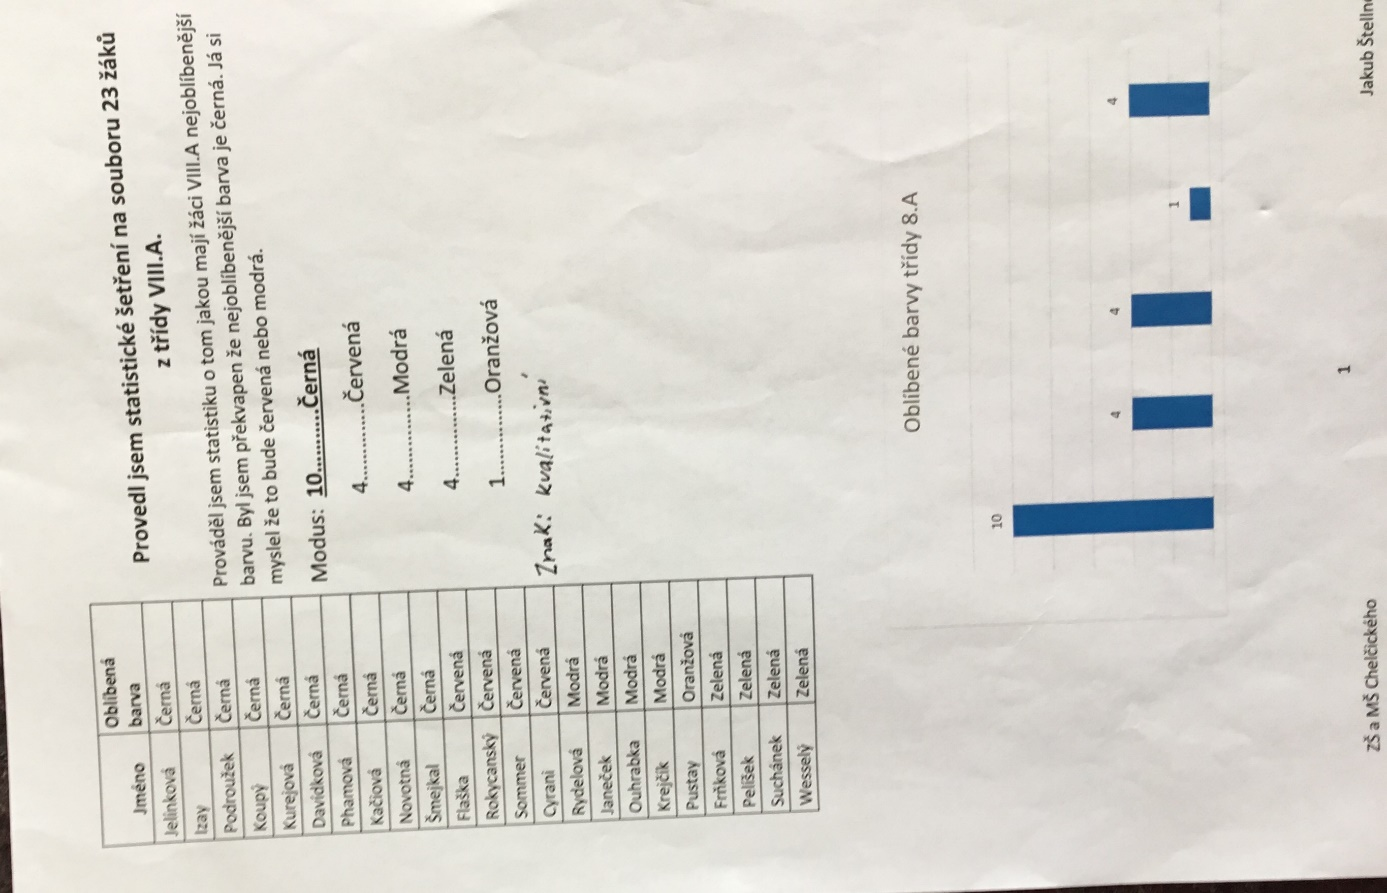 Provedl jsem statistické šetření na souboru 23 žáků
z třídy VIII.A.
Jméno Oblíbená barva
Jelínková Černá
Izay Černá
Podroužek Černá
Koupý Černá
Kurejová Černá
Davídková Černá
Phamová Černá
Kačiová Černá
Novotná Černá
Šmejkal Černá
Flaška Červená
Rokycanský Červená
Sommer Červená
Cyrani Červená
Rydelová Modrá
Janeček Modrá
Ouhrabka Modrá
Krejčík Modrá
Pustay Oranžová
Frňková Zelená
Pelíšek Zelená
Suchánek Zelená
Wesselý Zelená
Prováděl jsem statistiku o tom jakou mají žáci VIII.A nejoblíbenější
barvu. Byl jsem překvapen že nejoblíbenější barva je černá. Já si
myslel že to bude červená nebo modrá.
Modus: 10............Černá
4..............Červená
4..............Modrá
4..............Zelená
1..............Oranžová
Znak: kvalitativní
Oblíbené barvy třídy 8.A
10
4
4
1
4
ZŠ a MŠ Chelčického
1
Jakub